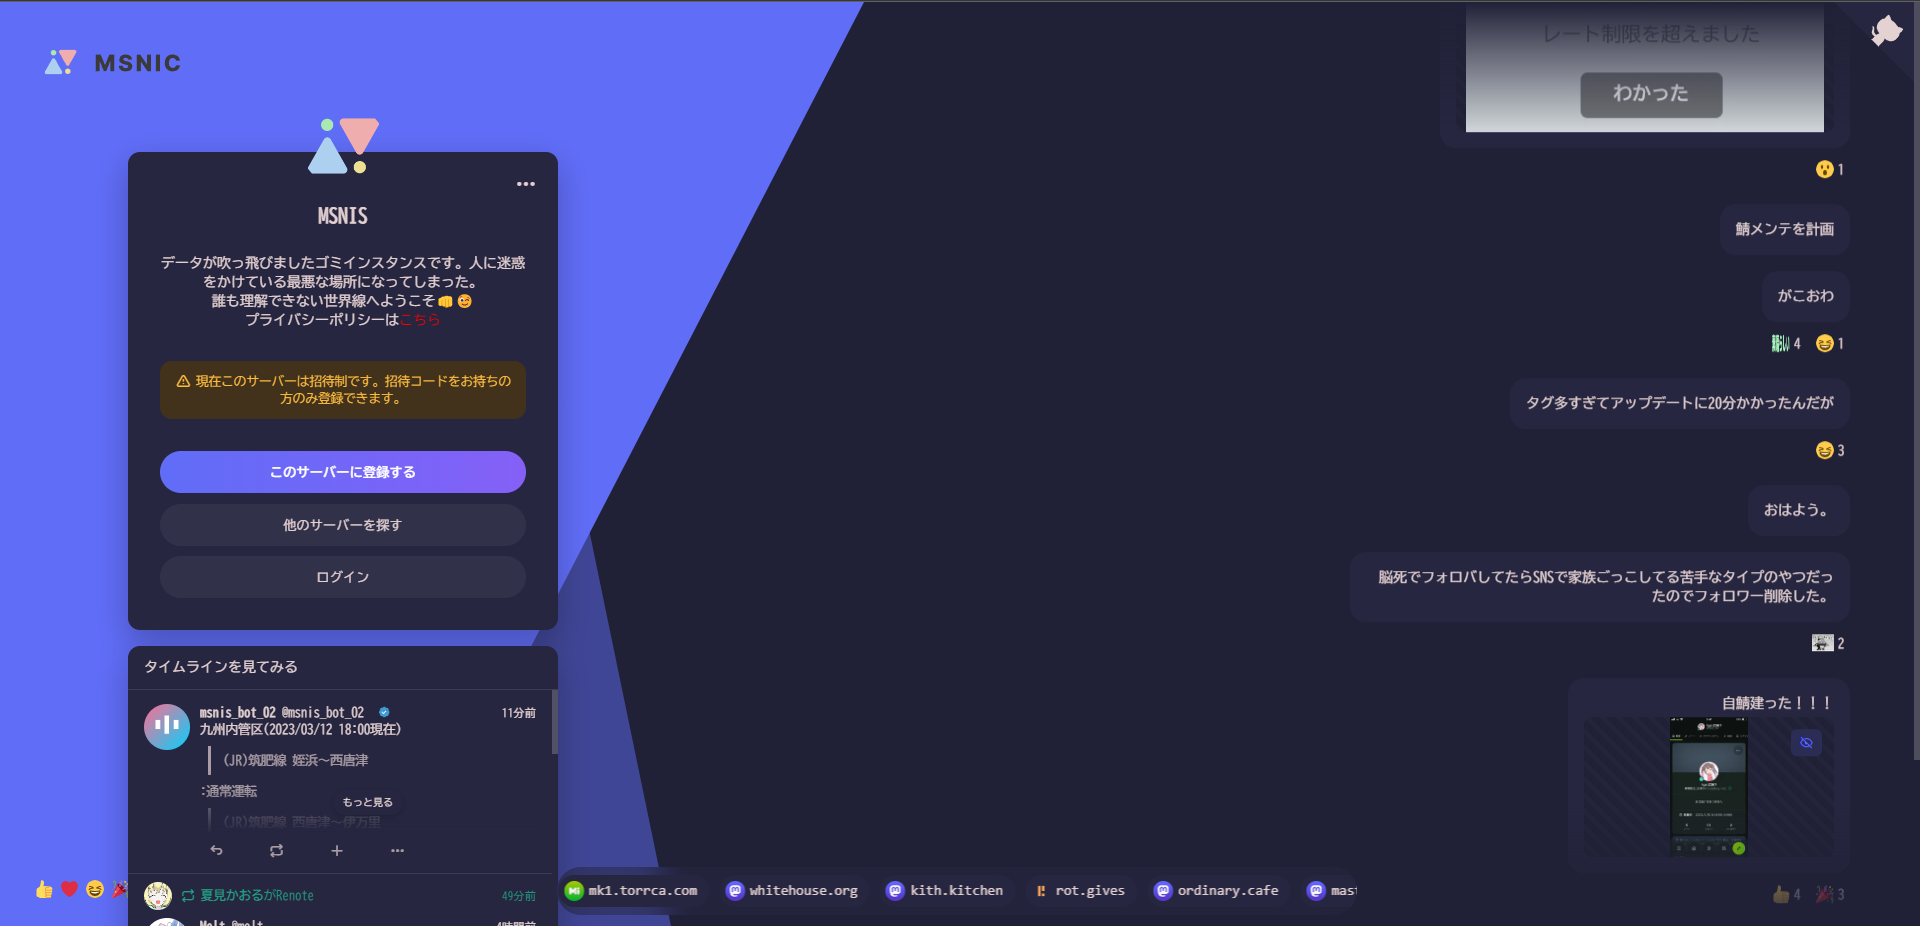 MSNIC
MSNIS
データが吹っ飛びましたゴミインスタンスです。人に迷惑
をかけている最悪な場所になってしまった。
誰も理解できない世界線へようこそ👊😉
プライバシーポリシーはこちら
現在このサーバーは招待制です。招待コードをお持ちの
方のみ登録できます。
このサーバーに登録する
他のサーバーを探す
ログイン
タイムラインを見てみる
msnis_bot_02 @msnis_bot_02 11分前
九州内管区(2023/03/12 18:00現在)
(JR)筑肥線 姪浜〜西唐津
:通常運転
もっと見る
(JR)筑肥線 西唐津〜伊万里
夏見かおるがRenote 49分前
mk1.torrca.com whitehouse.org kith.kitchen rot.gives ordinary.cafe mast
レート制限を超えました
わかった
1
鯖メンテを計画
がこおわ
4 1
タグ多すぎてアップデートに20分かかったんだが
3
おはよう。
脳死でフォロバしてたらSNSで家族ごっこしてる苦手なタイプのやつだっ
たのでフォロワー削除した。
2
自鯖建った！！！
4 3